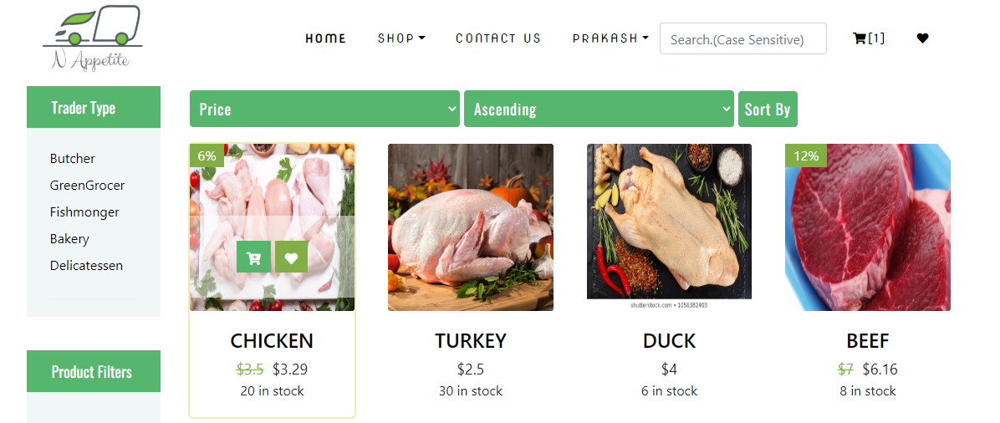 N Appetite
HOME SHOP CONTACT US PRAKASH Search.(Case Sensitive) [1]
Trader Type
Butcher
GreenGrocer
Fishmonger
Bakery
Delicatessen
Product Filters
Price Ascending Sort By
6%
12%
shutterstock.com • 1056382403
CHICKEN
$3.5 $3.29
20 in stock
TURKEY
$2.5
30 in stock
DUCK
$4
6 in stock
BEEF
$7 $6.16
8 in stock